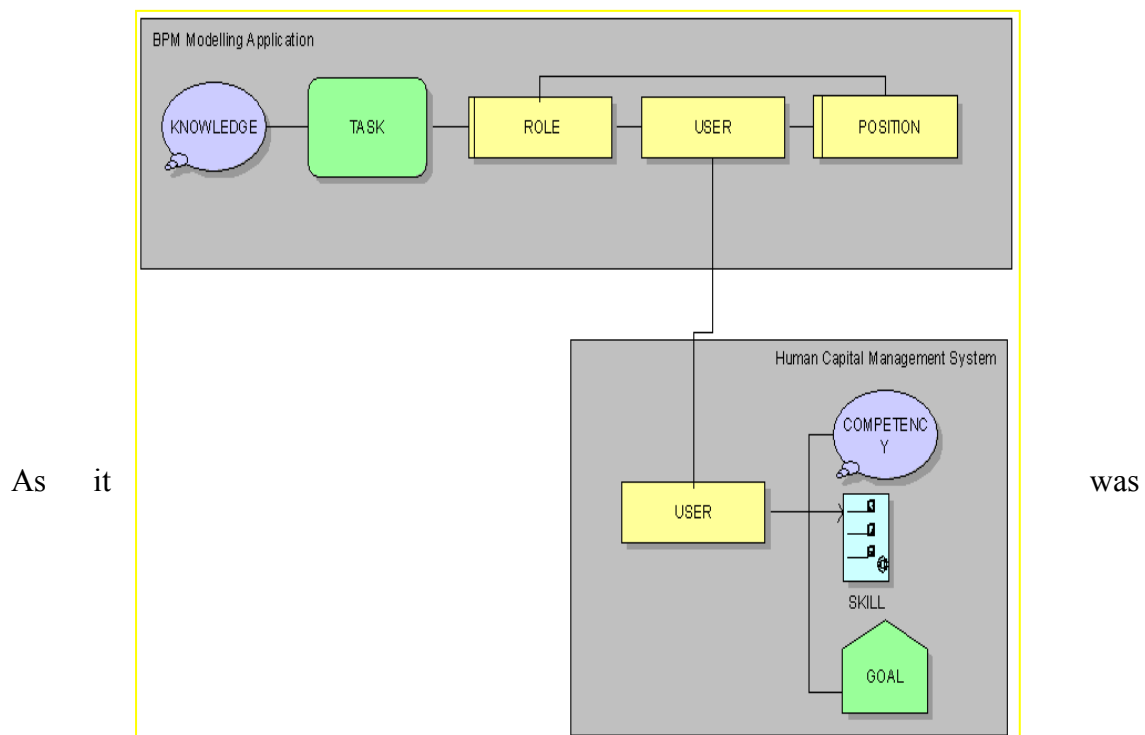 BPM Modelling Application
KNOWLEDGE
TASK
ROLE
USER
POSITION
Human Capital Management System
COMPETENC
Y
As it was
USER
SKILL
GOAL